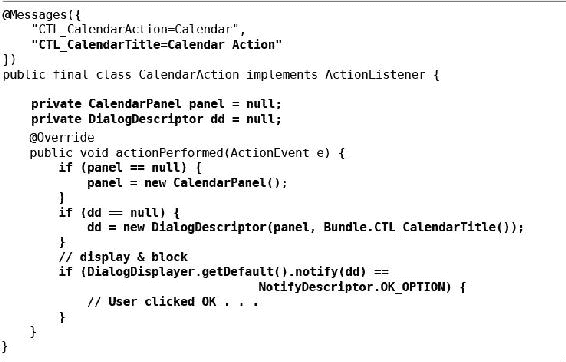 @Messages({
    "CTL_CalendarAction=Calendar",
    "CTL_CalendarTitle=Calendar Action"
})
public final class CalendarAction implements ActionListener {
    private CalendarPanel panel = null;
    private DialogDescriptor dd = null;
    @Override
    public void actionPerformed(ActionEvent e) {
        if (panel == null) {
            panel = new CalendarPanel();
        }
        if (dd == null) {
            dd = new DialogDescriptor(panel, Bundle.CTL_CalendarTitle());
        }
        // display & block
        if (DialogDisplayer.getDefault().notify(dd) ==
                                    NotifyDescriptor.OK_OPTION) {
            // User clicked OK . . .
        }
    }
}